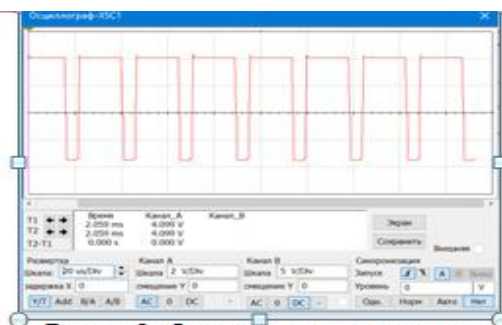 Осциллограф-XSC1
Время Канал_A Канал_B
T1 2.059 ms 4.099 V
T2 2.059 ms 4.099 V
T2-T1 0.000 s 0.000 V
Экран
Сохранить
Внешняя
Развертка Канал A Канал B Синхронизация
Шкала: 20 us/Div Шкала 2 V/Div Шкала 5 V/Div Запуск A
задержка X 0 смещение Y 0 смещение Y 0 Уровень 0 V
Y/T Add B/A A/B AC 0 DC - AC 0 DC - Одн. Норм Авто Нет